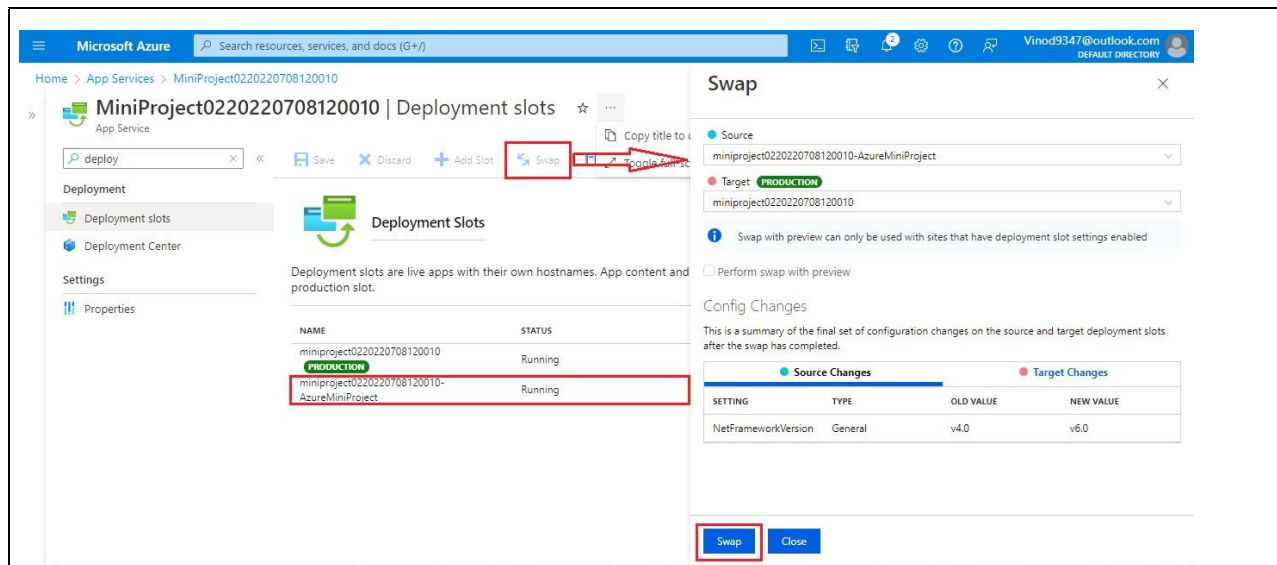 Microsoft Azure
Search resources, services, and docs (G+/)
2
Vinod9347@outlook.com
DEFAULT DIRECTORY
Home > App Services > MiniProject0220220708120010
MiniProject0220220708120010 | Deployment slots
App Service
Copy title to
Toggle full sc
deploy
Save
Discard
Add Slot
Swap
Deployment
Deployment slots
Deployment Center
Settings
Properties
Deployment Slots
Deployment slots are live apps with their own hostnames. App content and
production slot.
NAME STATUS
miniproject0220220708120010
PRODUCTION
Running
miniproject0220220708120010-
AzureMiniProject
Running
Swap
Source
miniproject0220220708120010-AzureMiniProject
Target PRODUCTION
miniproject0220220708120010
Swap with preview can only be used with sites that have deployment slot settings enabled
Perform swap with preview
Config Changes
This is a summary of the final set of configuration changes on the source and target deployment slots
after the swap has completed.
Source Changes Target Changes
SETTING TYPE OLD VALUE NEW VALUE
NetFrameworkVersion General v4.0 v6.0
Swap Close